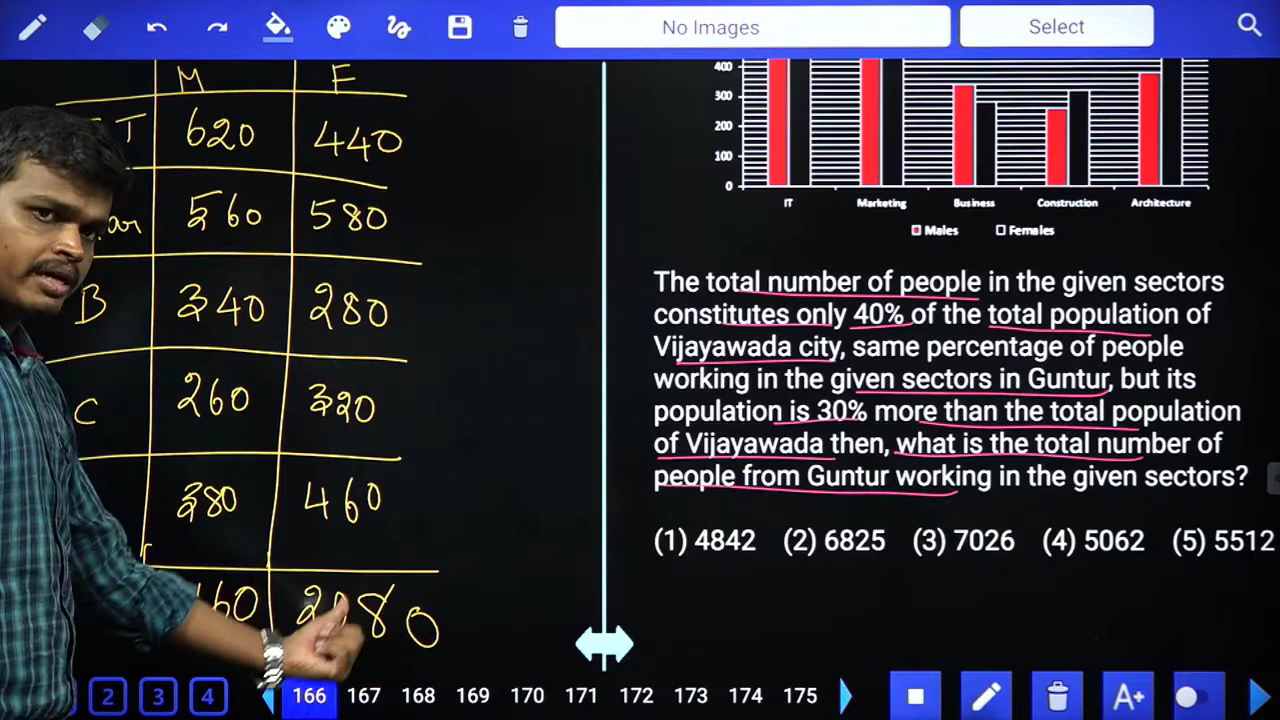 No Images
Select
M F
T 620 440
ar 560 580
B 340 280
C 260 320
380 460
60 2080
400
300
200
100
0
IT Marketing Business Construction Architecture
Males Females
The total number of people in the given sectors
constitutes only 40% of the total population of
Vijayawada city, same percentage of people
working in the given sectors in Guntur, but its
population is 30% more than the total population
of Vijayawada then, what is the total number of
people from Guntur working in the given sectors?
(1) 4842 (2) 6825 (3) 7026 (4) 5062 (5) 5512
2 3 4 166 167 168 169 170 171 172 173 174 175 A+